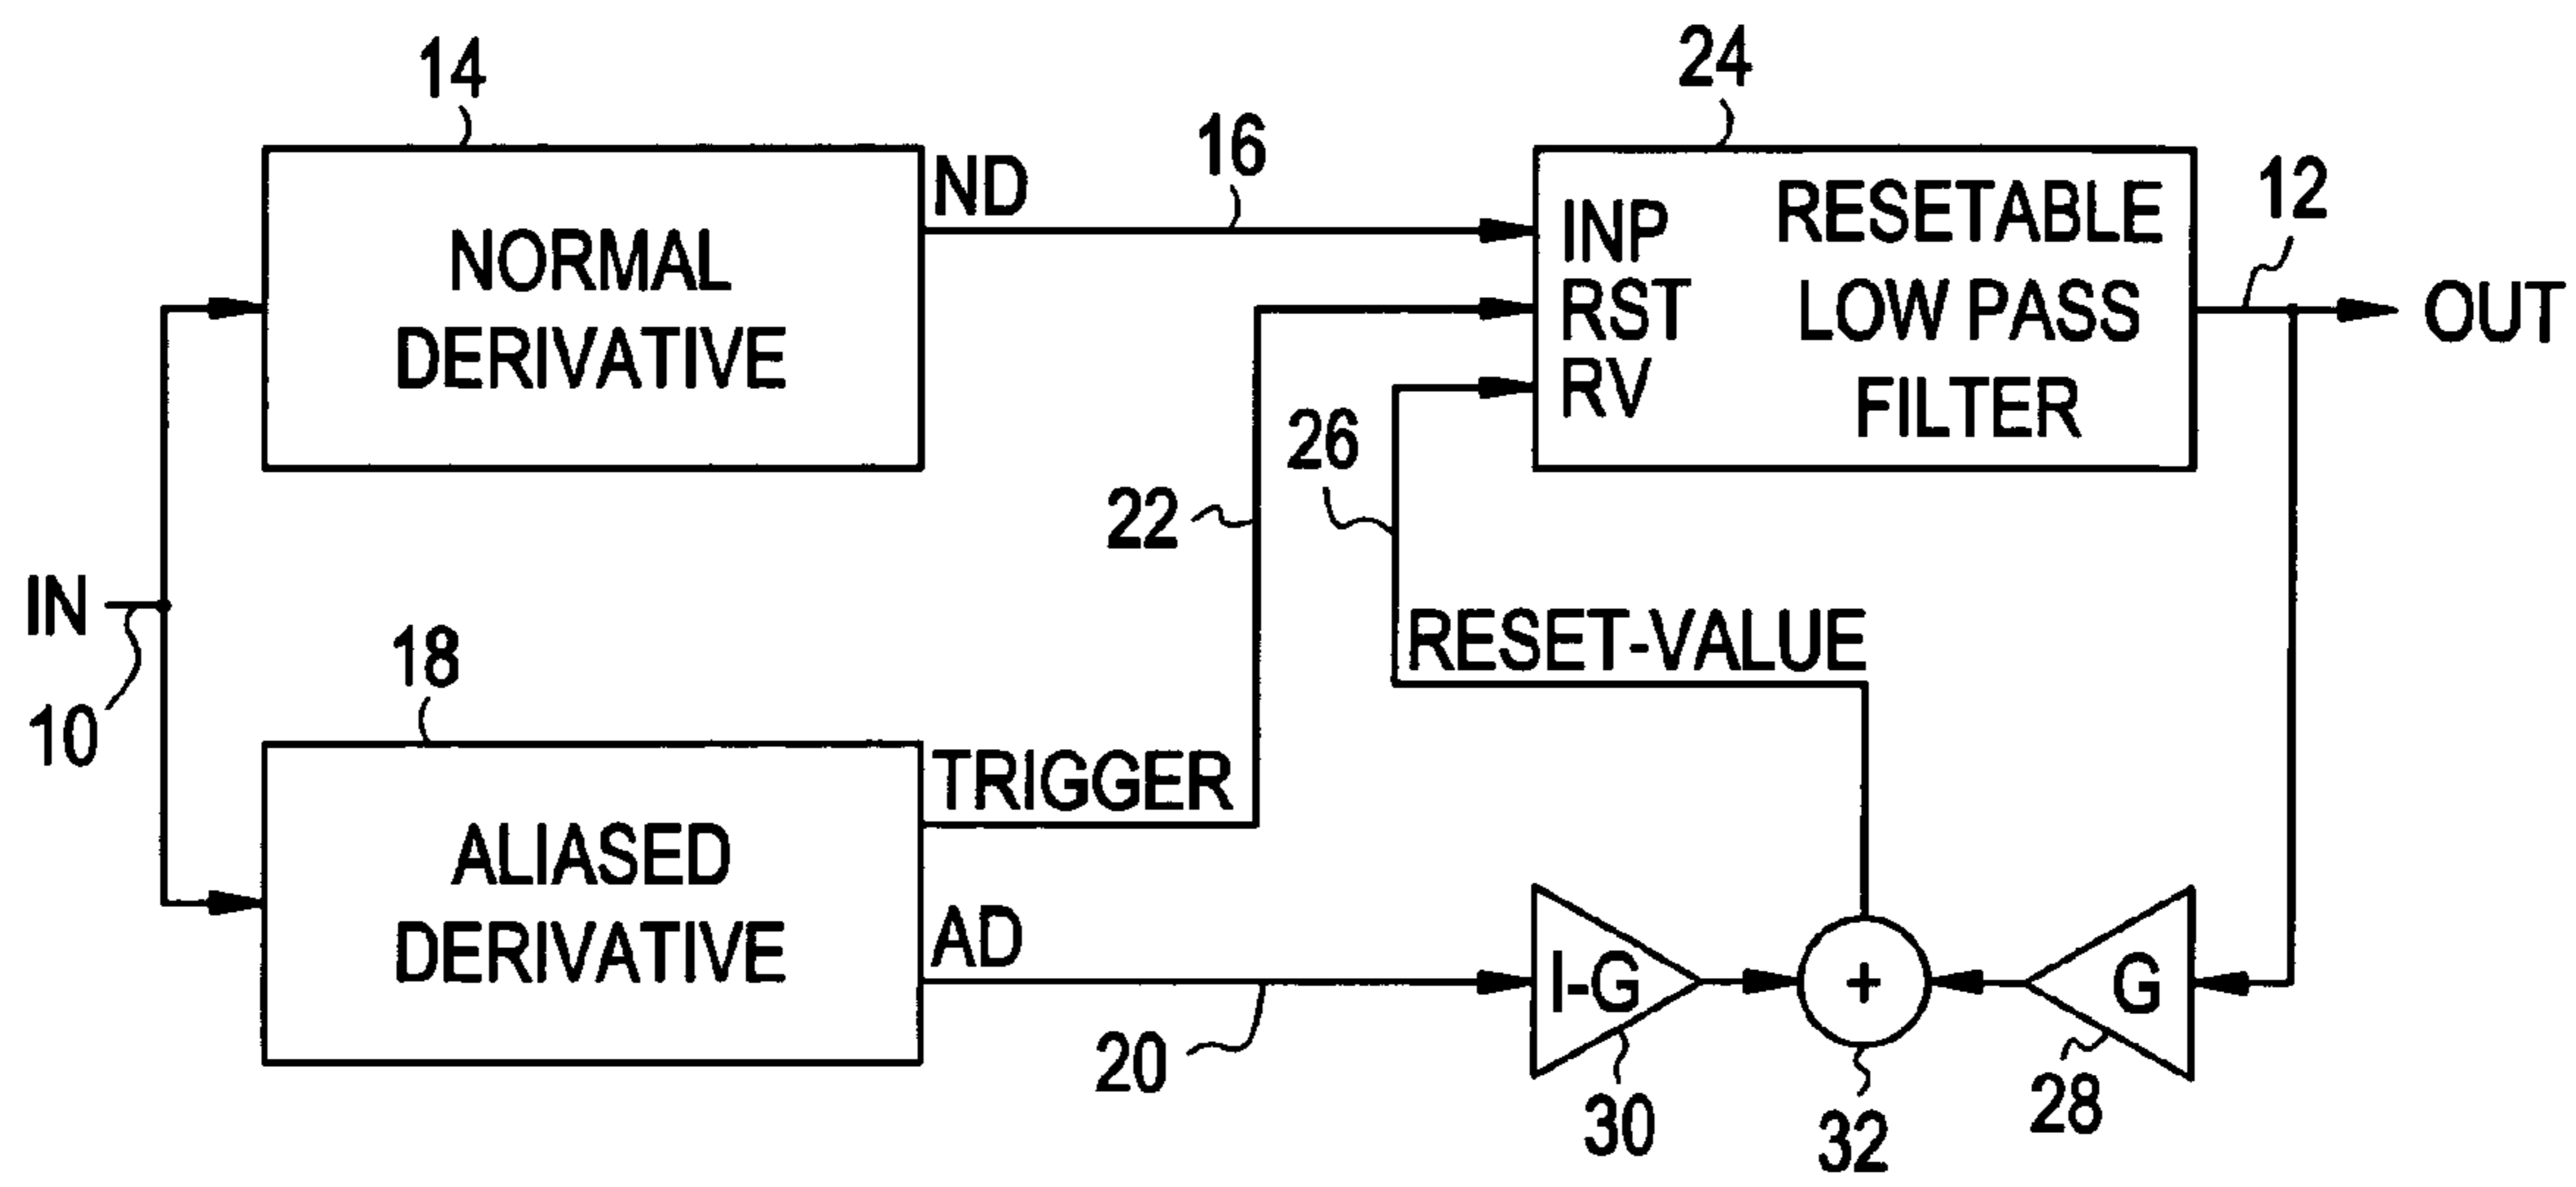 14
24
ND
16
12
NORMAL
DERIVATIVE
INP
RST
RV
RESETABLE
LOW PASS
FILTER
OUT
26
22
IN
10
18
RESET-VALUE
TRIGGER
ALIASED
DERIVATIVE
AD
I-G
+
G
20
30
32
28